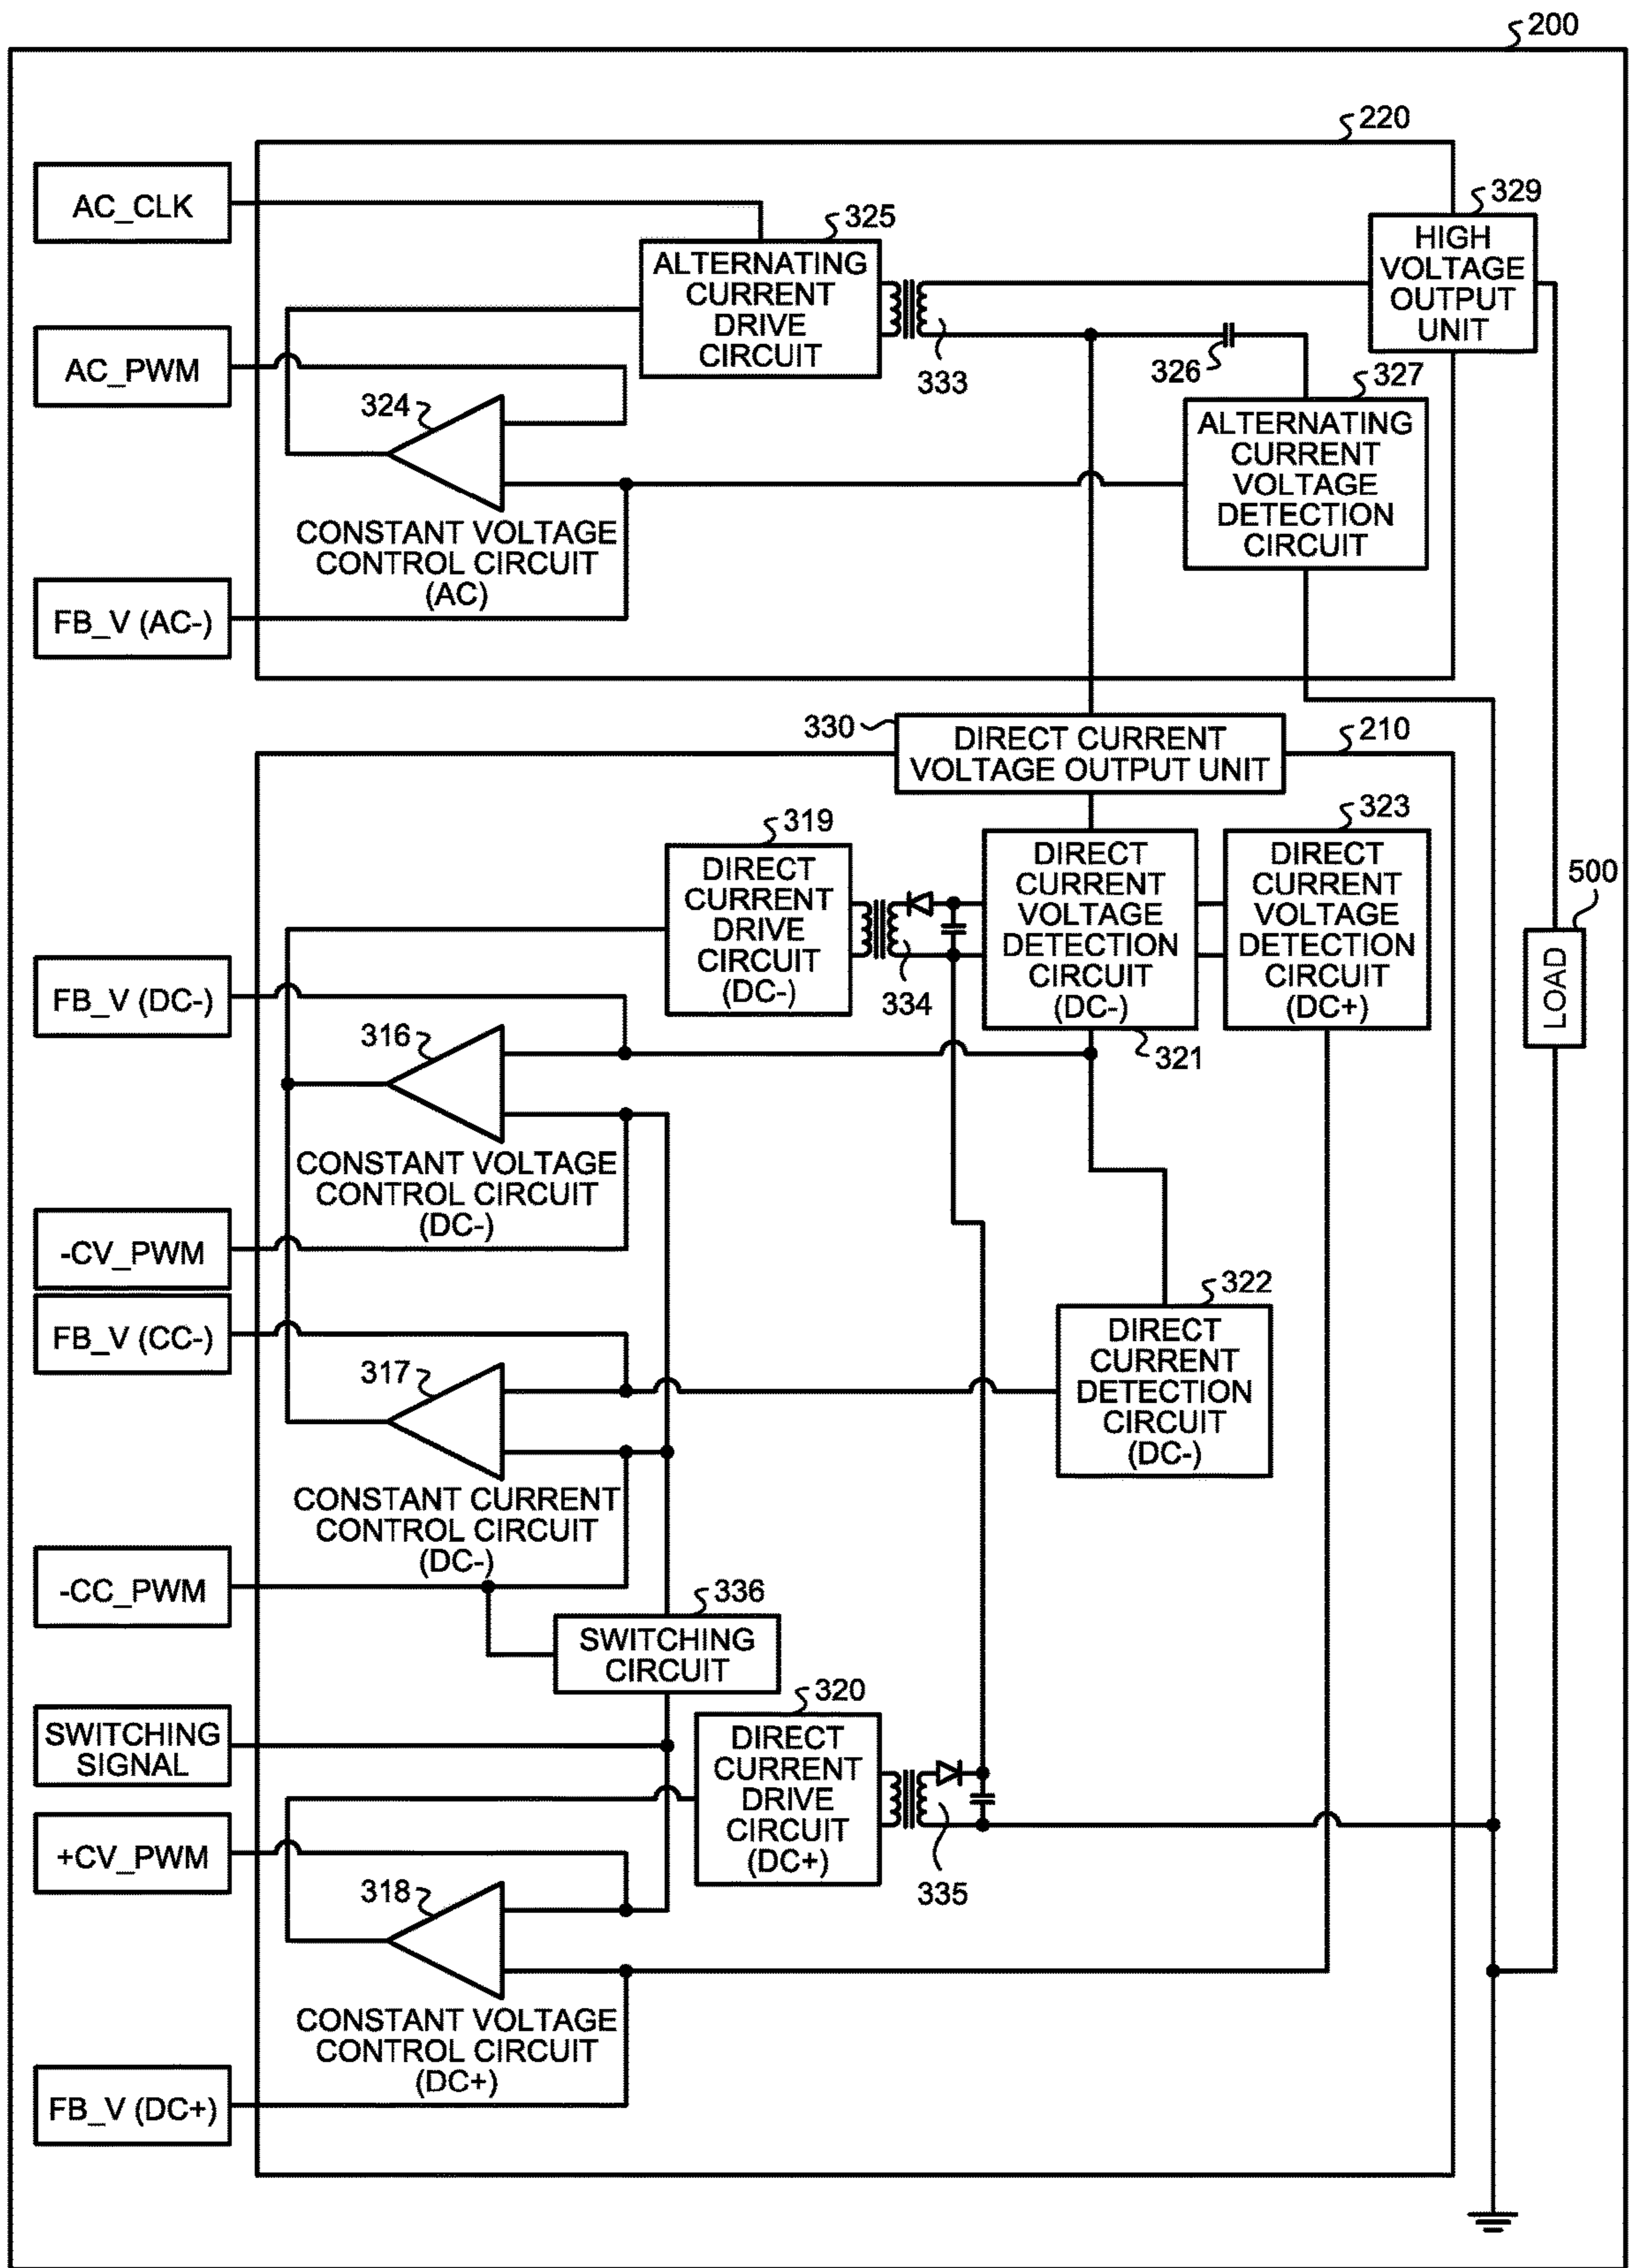 200
220
AC_CLK
329
325
HIGH
VOLTAGE
OUTPUT
UNIT
ALTERNATING
CURRENT
DRIVE
CIRCUIT
AC_PWM
333
326
327
324
ALTERNATING
CURRENT
VOLTAGE
DETECTION
CIRCUIT
CONSTANT VOLTAGE
CONTROL CIRCUIT
(AC)
FB_V (AC-)
330
DIRECT CURRENT
VOLTAGE OUTPUT UNIT
210
319
323
DIRECT
CURRENT
DRIVE
CIRCUIT
(DC-)
334
DIRECT
CURRENT
VOLTAGE
DETECTION
CIRCUIT
(DC-)
321
DIRECT
CURRENT
VOLTAGE
DETECTION
CIRCUIT
(DC+)
500
LOAD
FB_V (DC-)
316
CONSTANT VOLTAGE
CONTROL CIRCUIT
(DC-)
-CV_PWM
FB_V (CC-)
322
DIRECT
CURRENT
DETECTION
CIRCUIT
(DC-)
317
CONSTANT CURRENT
CONTROL CIRCUIT
(DC-)
-CC_PWM
336
SWITCHING
CIRCUIT
SWITCHING
SIGNAL
320
DIRECT
CURRENT
DRIVE
CIRCUIT
(DC+)
335
+CV_PWM
318
CONSTANT VOLTAGE
CONTROL CIRCUIT
(DC+)
FB_V (DC+)